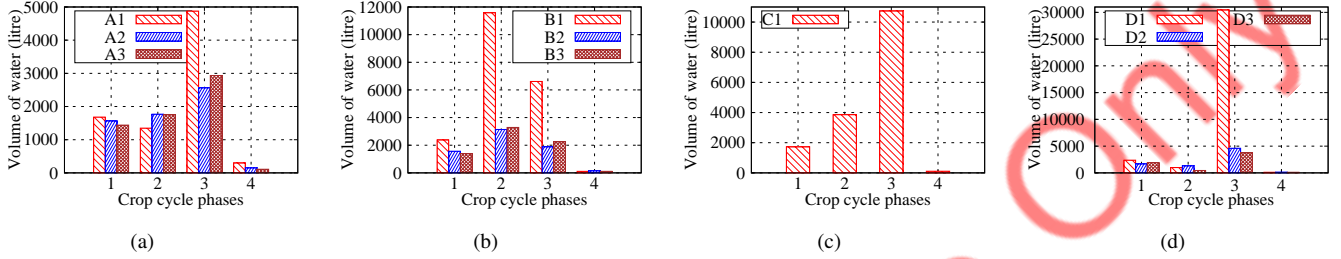 5000
4000
3000
2000
1000
0
Volume of water (litre)
A1
A2
A3
1 2 3 4
Crop cycle phases
(a)
12000
10000
8000
6000
4000
2000
0
Volume of water (litre)
B1
B2
B3
1 2 3 4
Crop cycle phases
(b)
10000
8000
6000
4000
2000
0
Volume of water (litre)
C1
1 2 3 4
Crop cycle phases
(c)
30000
25000
20000
15000
10000
5000
0
Volume of water (litre)
D1 D3
D2
1 2 3 4
Crop cycle phases
(d)
Only